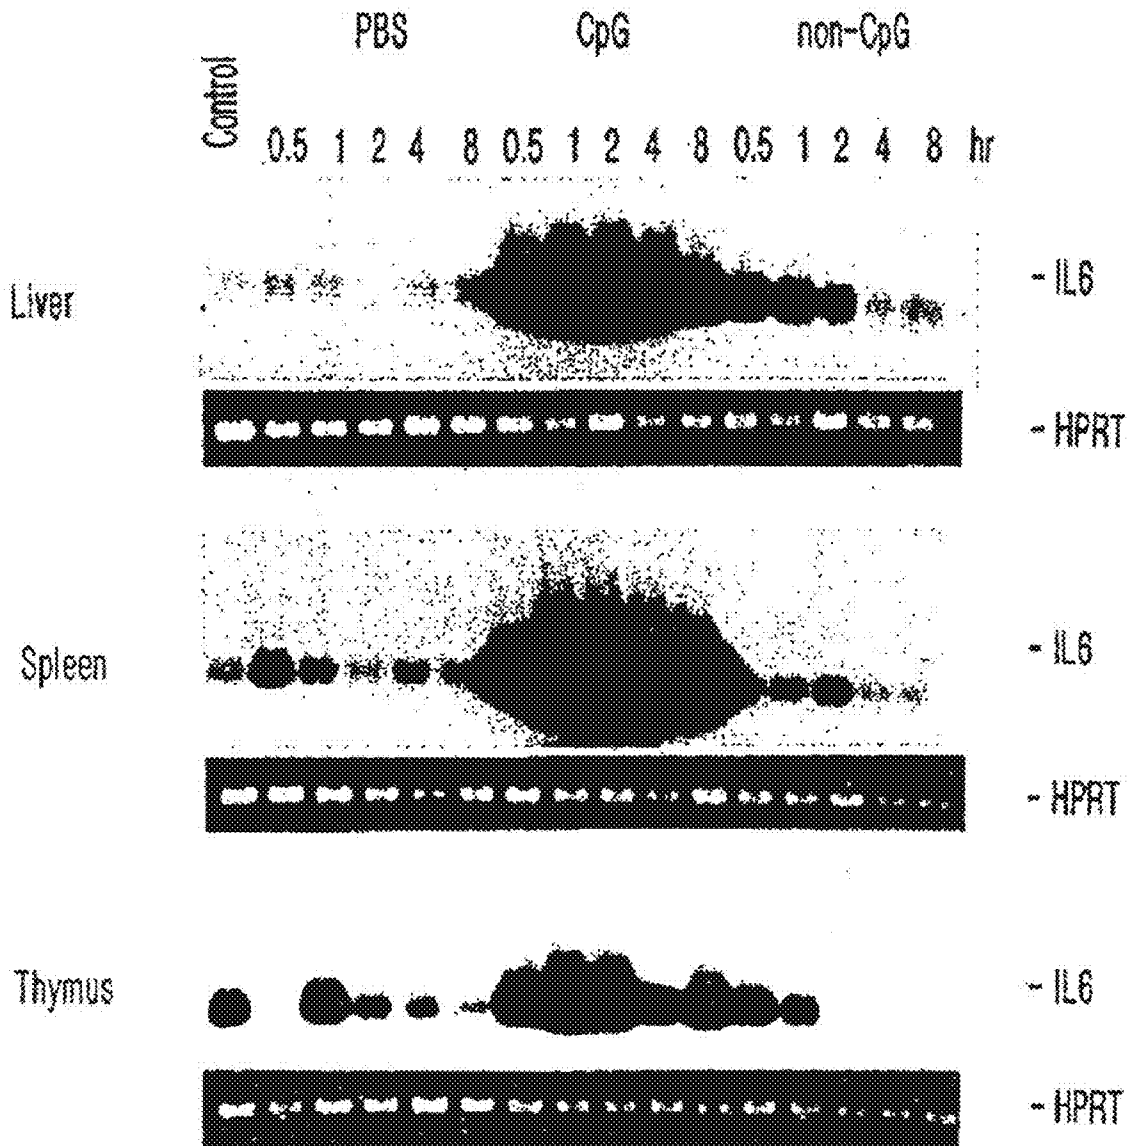 PBS CpG non-CpG
Control
0.5 1 2 4 8 0.5 1 2 4 8 0.5 1 2 4 8 hr
Liver
- IL6
- HPRT
Spleen
- IL6
- HPRT
Thymus
- IL6
- HPRT